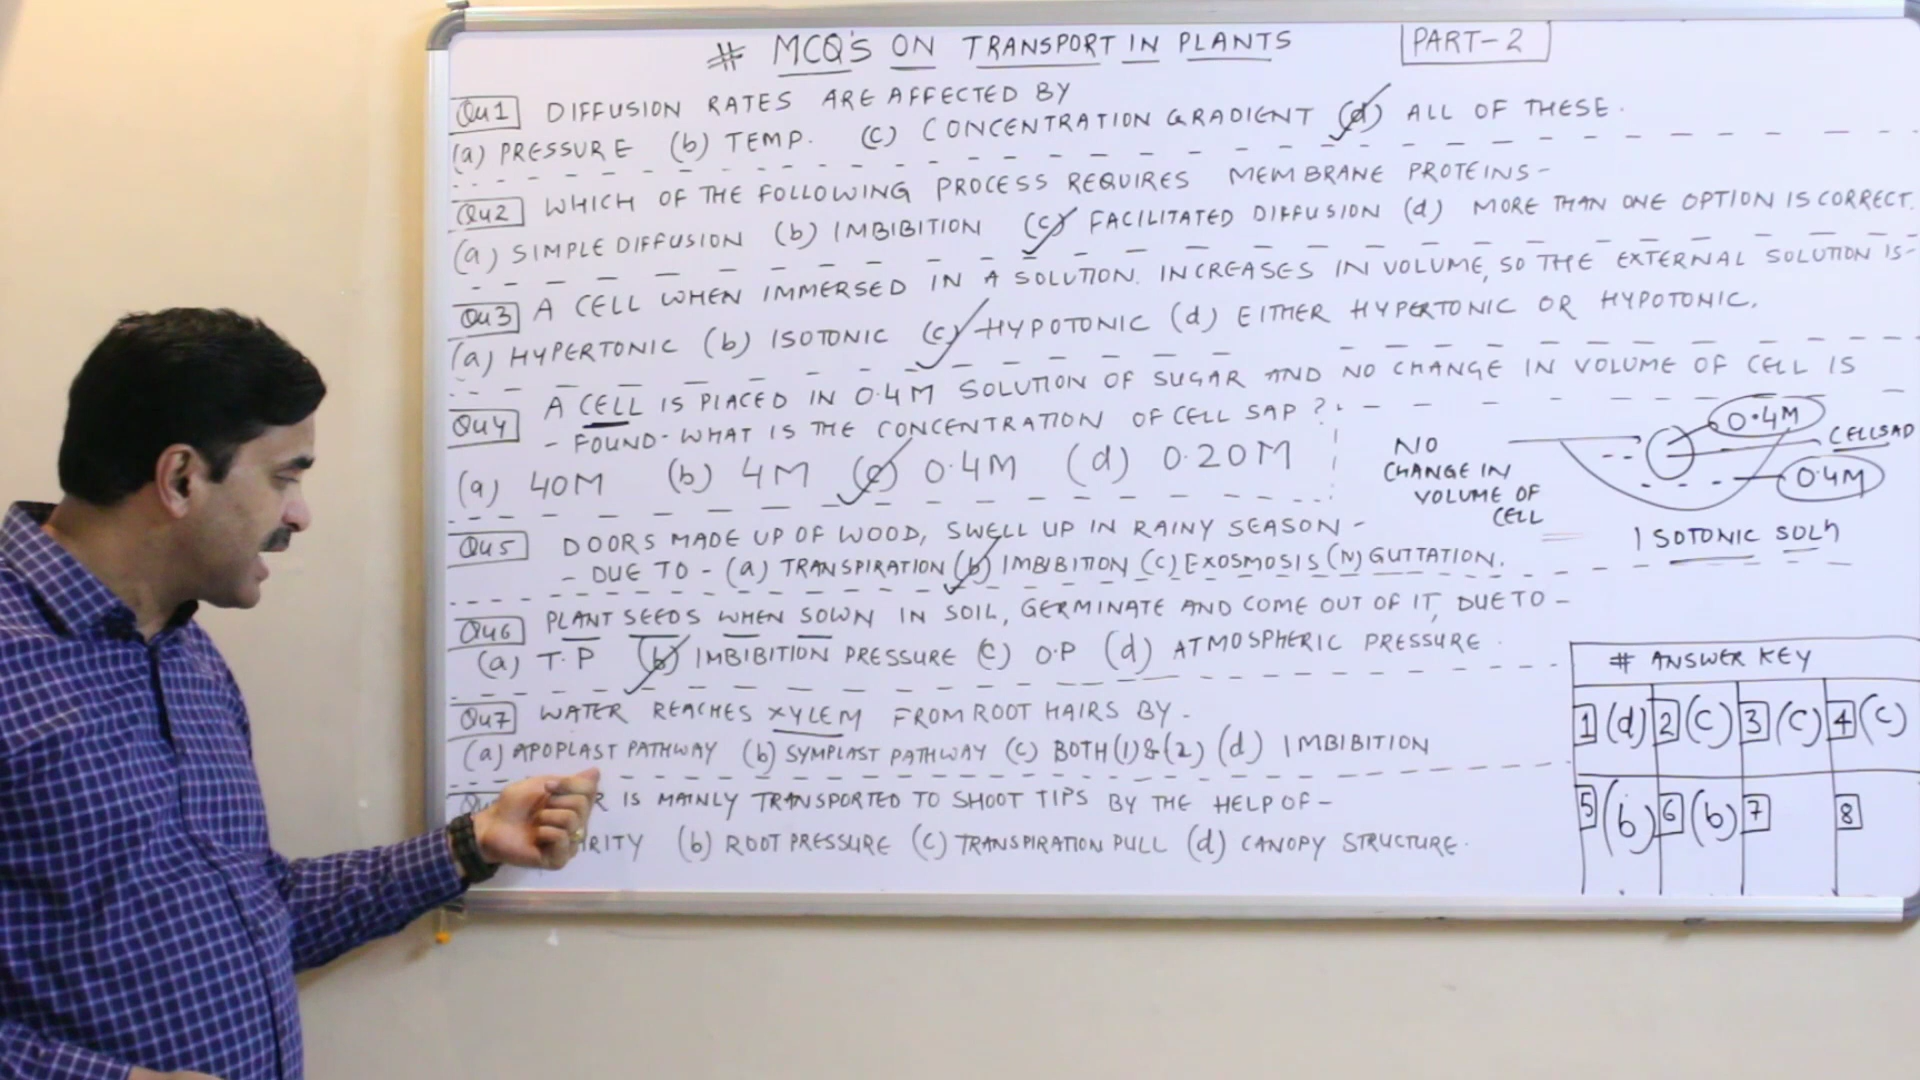 # MCQ'S ON TRANSPORT IN PLANTS PART-2
Qu1 DIFFUSION RATES ARE AFFECTED BY
(a) PRESSURE (b) TEMP. (c) CONCENTRATION GRADIENT (d) ALL OF THESE.
Qu2 WHICH OF THE FOLLOWING PROCESS REQUIRES MEMBRANE PROTEINS-
(a) SIMPLE DIFFUSION (b) IMBIBITION (c) FACILITATED DIFFUSION (d) MORE THAN ONE OPTION IS CORRECT.
Qu3 A CELL WHEN IMMERSED IN A SOLUTION. INCREASES IN VOLUME, SO THE EXTERNAL SOLUTION IS-
(a) HYPERTONIC (b) ISOTONIC (c) HYPOTONIC (d) EITHER HYPERTONIC OR HYPOTONIC.
Qu4 A CELL IS PLACED IN 0.4M SOLUTION OF SUGAR AND NO CHANGE IN VOLUME OF CELL IS
- FOUND- WHAT IS THE CONCENTRATION OF CELL SAP?
(a) 40M (b) 4M (c) 0.4M (d) 0.20M
NO
CHANGE IN
VOLUME OF
CELL
0.4M
CELLSAP
0.4M
ISOTONIC SOLn
Qu5 DOORS MADE UP OF WOOD, SWELL UP IN RAINY SEASON -
- DUE TO - (a) TRANSPIRATION (b) IMBIBITION (c) EXOSMOSIS (N) GUTTATION.
Qu6 PLANT SEEDS WHEN SOWN IN SOIL, GERMINATE AND COME OUT OF IT, DUE TO -
(a) T.P (b) IMBIBITION PRESSURE (c) O.P (d) ATMOSPHERIC PRESSURE
Qu7 WATER REACHES XYLEM FROM ROOT HAIRS BY -
(a) APOPLAST PATHWAY (b) SYMPLAST PATHWAY (c) BOTH (1) & (2) (d) IMBIBITION
IS MAINLY TRANSPORTED TO SHOOT TIPS BY THE HELP OF -
(b) ROOT PRESSURE (c) TRANSPIRATION PULL (d) CANOPY STRUCTURE.
# ANSWER KEY
1 (d) 2 (c) 3 (c) 4 (c)
5 (b) 6 (b) 7 8